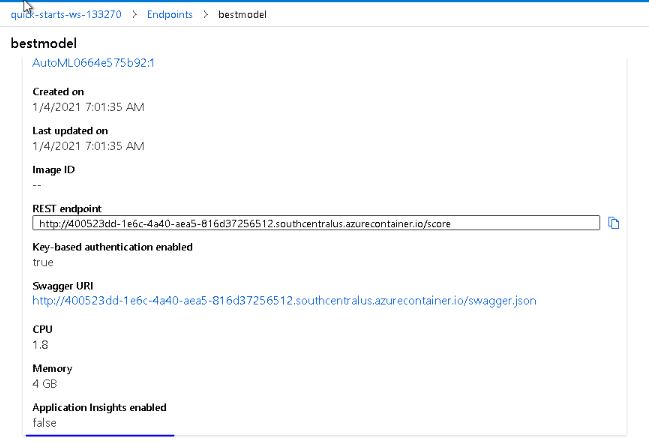 quick-starts-ws-133270 > Endpoints > bestmodel
bestmodel
AutoML0664e575b92:1
Created on
1/4/2021 7:01:35 AM
Last updated on
1/4/2021 7:01:35 AM
Image ID
--
REST endpoint
http://400523dd-1e6c-4a40-aea5-816d37256512.southcentralus.azurecontainer.io/score
Key-based authentication enabled
true
Swagger URI
http://400523dd-1e6c-4a40-aea5-816d37256512.southcentralus.azurecontainer.io/swagger.json
CPU
1.8
Memory
4 GB
Application Insights enabled
false